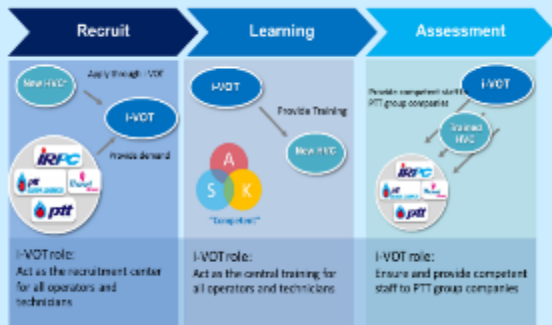 Recruit
Learning
Assessment
New HVC*
Apply through i-VOT
i-VOT
Provide demand
IRPC
ptt
ptt
i-VOT
Provide Training
New HVC
A
S
K
"Competent"
i-VOT
Provide competent staff to
PTT group companies
Trained
HVC
IRPC
ptt
ptt
i-VOT role:
Act as the recruitment center
for all operators and
technicians
i-VOT role:
Act as the central training for
all operators and technicians
i-VOT role:
Ensure and provide competent
staff to PTT group companies